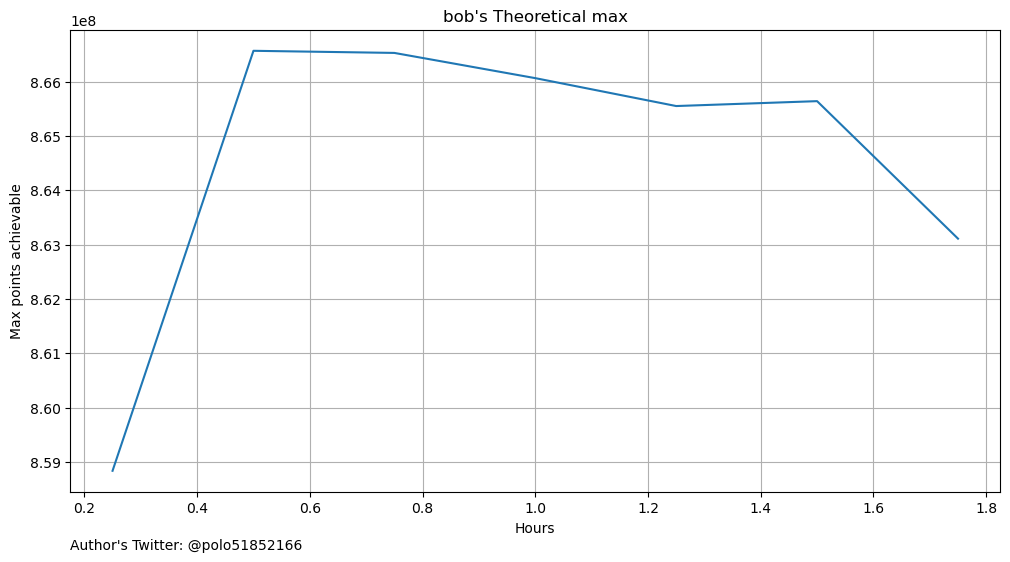 bob's Theoretical max
1e8
8.66
8.65
8.64
8.63
8.62
8.61
8.60
8.59
Max points achievable
0.2 0.4 0.6 0.8 1.0 1.2 1.4 1.6 1.8
Hours
Author's Twitter: @polo51852166